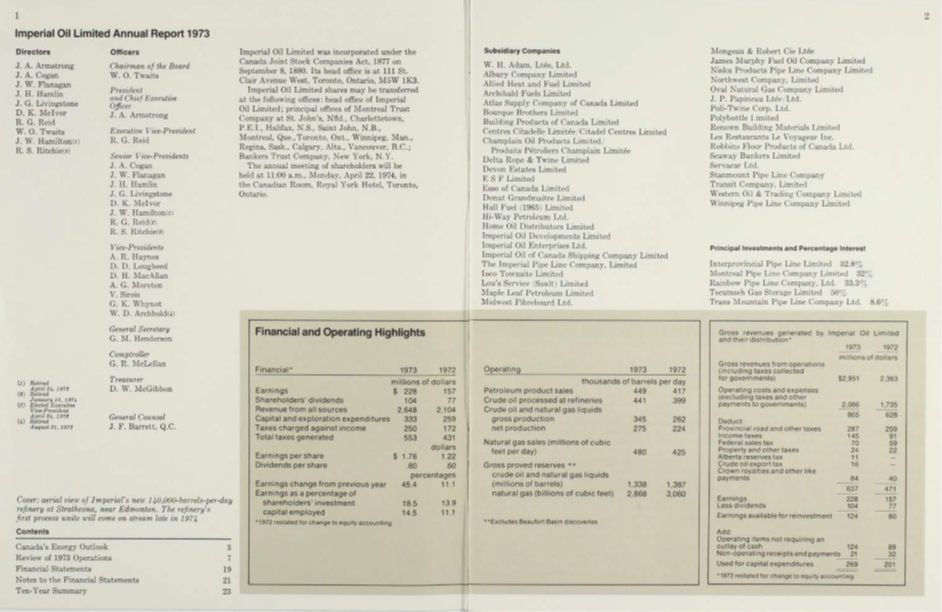 1
Imperial Oil Limited Annual Report 1973
Directors
J. A. Armstrong
J. A. Cogan
J. W. Flanagan
J. H. Hamlin
J. G. Livingstone
D. K. McIvor
R. G. Reid
W. O. Twaits
J. W. Hamilton(1)
R. S. Ritchie(2)
Officers
Chairman of the Board
W. O. Twaits
President
and Chief Executive
Officer
J. A. Armstrong
Executive Vice-President
R. G. Reid
Senior Vice-Presidents
J. A. Cogan
J. W. Flanagan
J. H. Hamlin
J. G. Livingstone
D. K. McIvor
J. W. Hamilton(1)
R. G. Reid(3)
R. S. Ritchie(2)
Vice-Presidents
A. R. Haynes
D. D. Lougheed
D. H. MacAllan
A. G. Moreton
V. Sirois
G. K. Whynot
W. D. Archbold(4)
General Secretary
G. M. Henderson
Comptroller
G. R. McLellan
Treasurer
D. W. McGibbon
General Counsel
J. F. Barrett, Q.C.
(1) Retired
(2) Retired
(3) Elected Executive
Vice-President
(4) Retired
August 31, 1973
Cover: aerial view of Imperial's new 140,000-barrels-per-day
refinery at Strathcona, near Edmonton. The refinery's
first process units will come on stream late in 1974
Contents
Canada's Energy Outlook 3
Review of 1973 Operations 7
Financial Statements 19
Notes to the Financial Statements 21
Ten-Year Summary 23
Imperial Oil Limited was incorporated under the
Canada Joint Stock Companies Act, 1877 on
September 8, 1880. Its head office is at 111 St.
Clair Avenue West, Toronto, Ontario, M5W 1K3.
Imperial Oil Limited shares may be transferred
at the following offices: head office of Imperial
Oil Limited; principal offices of Montreal Trust
Company at St. John's, Nfld., Charlottetown,
P.E.I., Halifax, N.S., Saint John, N.B.,
Montreal, Que., Toronto, Ont., Winnipeg, Man.,
Regina, Sask., Calgary, Alta., Vancouver, B.C.;
Bankers Trust Company, New York, N.Y.
The annual meeting of shareholders will be
held at 11:00 a.m., Monday, April 22, 1974, in
the Canadian Room, Royal York Hotel, Toronto,
Ontario.
Financial and Operating Highlights
Financial* 1973 1972
millions of dollars
Earnings $ 228 157
Shareholders' dividends 104 77
Revenue from all sources 2,648 2,104
Capital and exploration expenditures 333 259
Taxes charged against income 250 172
Total taxes generated 553 431
dollars
Earnings per share $ 1.76 1.22
Dividends per share .80 .60
percentages
Earnings change from previous year 45.4 11.1
Earnings as a percentage of
shareholders' investment 18.5 13.9
capital employed 14.5 11.1
*1972 restated for change to equity accounting
2
Subsidiary Companies
W. H. Adam, Ltée, Ltd.
Albury Company Limited
Allied Heat and Fuel Limited
Archibald Fuels Limited
Atlas Supply Company of Canada Limited
Bourque Brothers Limited
Building Products of Canada Limited
Centres Citadelle Limitée/Citadel Centres Limited
Champlain Oil Products Limited/
Produits Pétroliers Champlain Limitée
Delta Rope & Twine Limited
Devon Estates Limited
E S F Limited
Esso of Canada Limited
Donat Grandmaitre Limited
Hall Fuel (1965) Limited
Hi-Way Petroleum Ltd.
Home Oil Distributors Limited
Imperial Oil Developments Limited
Imperial Oil Enterprises Ltd.
Imperial Oil of Canada Shipping Company Limited
The Imperial Pipe Line Company, Limited
Ioco Townsite Limited
Lou's Service (Sault) Limited
Maple Leaf Petroleum Limited
Midwest Fibreboard Ltd.
Mongeau & Robert Cie Ltée
James Murphy Fuel Oil Company Limited
Nisku Products Pipe Line Company Limited
Northwest Company, Limited
Oval Natural Gas Company Limited
J. P. Papineau Ltée/Ltd.
Poli-Twine Corp. Ltd.
Polybottle Limited
Renown Building Materials Limited
Les Restaurants Le Voyageur Inc.
Robbins Floor Products of Canada Ltd.
Seaway Bankers Limited
Servacar Ltd.
Stanmount Pipe Line Company
Transit Company, Limited
Western Oil & Trading Company Limited
Winnipeg Pipe Line Company Limited
Principal Investments and Percentage Interest
Interprovincial Pipe Line Limited 32.8%
Montreal Pipe Line Company Limited 32%
Rainbow Pipe Line Company, Ltd. 33.3%
Tecumseh Gas Storage Limited 50%
Trans Mountain Pipe Line Company Ltd. 8.6%
Operating 1973 1972
thousands of barrels per day
Petroleum product sales 449 417
Crude oil processed at refineries 441 399
Crude oil and natural gas liquids
gross production 345 262
net production 275 224
Natural gas sales (millions of cubic
feet per day) 480 425
Gross proved reserves **
crude oil and natural gas liquids
(millions of barrels) 1,338 1,387
natural gas (billions of cubic feet) 2,868 3,060
**Excludes Beaufort Basin discoveries
Gross revenues generated by Imperial Oil Limited
and their distribution*
1973 1972
millions of dollars
Gross revenues from operations
(including taxes collected
for governments) $2,951 2,363
Operating costs and expenses
(excluding taxes and other
payments to governments) 2,086 1,735
865 628
Deduct:
Provincial road and other taxes 287 259
Income taxes 145 91
Federal sales tax 70 59
Property and other taxes 24 22
Alberta reserves tax 11 –
Crude oil export tax 16 –
Crown royalties and other like
payments 84 40
637 471
Earnings 228 157
Less dividends 104 77
Earnings available for reinvestment 124 80
Add:
Operating items not requiring an
outlay of cash 124 89
Non-operating receipts and payments 21 32
Used for capital expenditures 269 201
*1972 restated for change to equity accounting